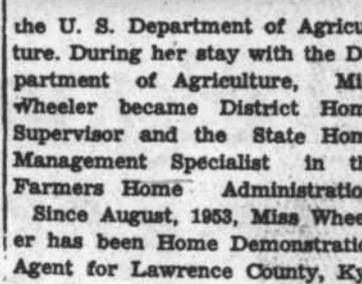 the U. S. Department of Agricu
ture. During her stay with the D
partment of Agriculture, M
Wheeler became District Hom
Supervisor and the State Hom
Management Specialist in th
Farmers Home Administratio
Since August, 1953, Miss Whee
er has been Home Demonstratio
Agent for Lawrence County, Ky